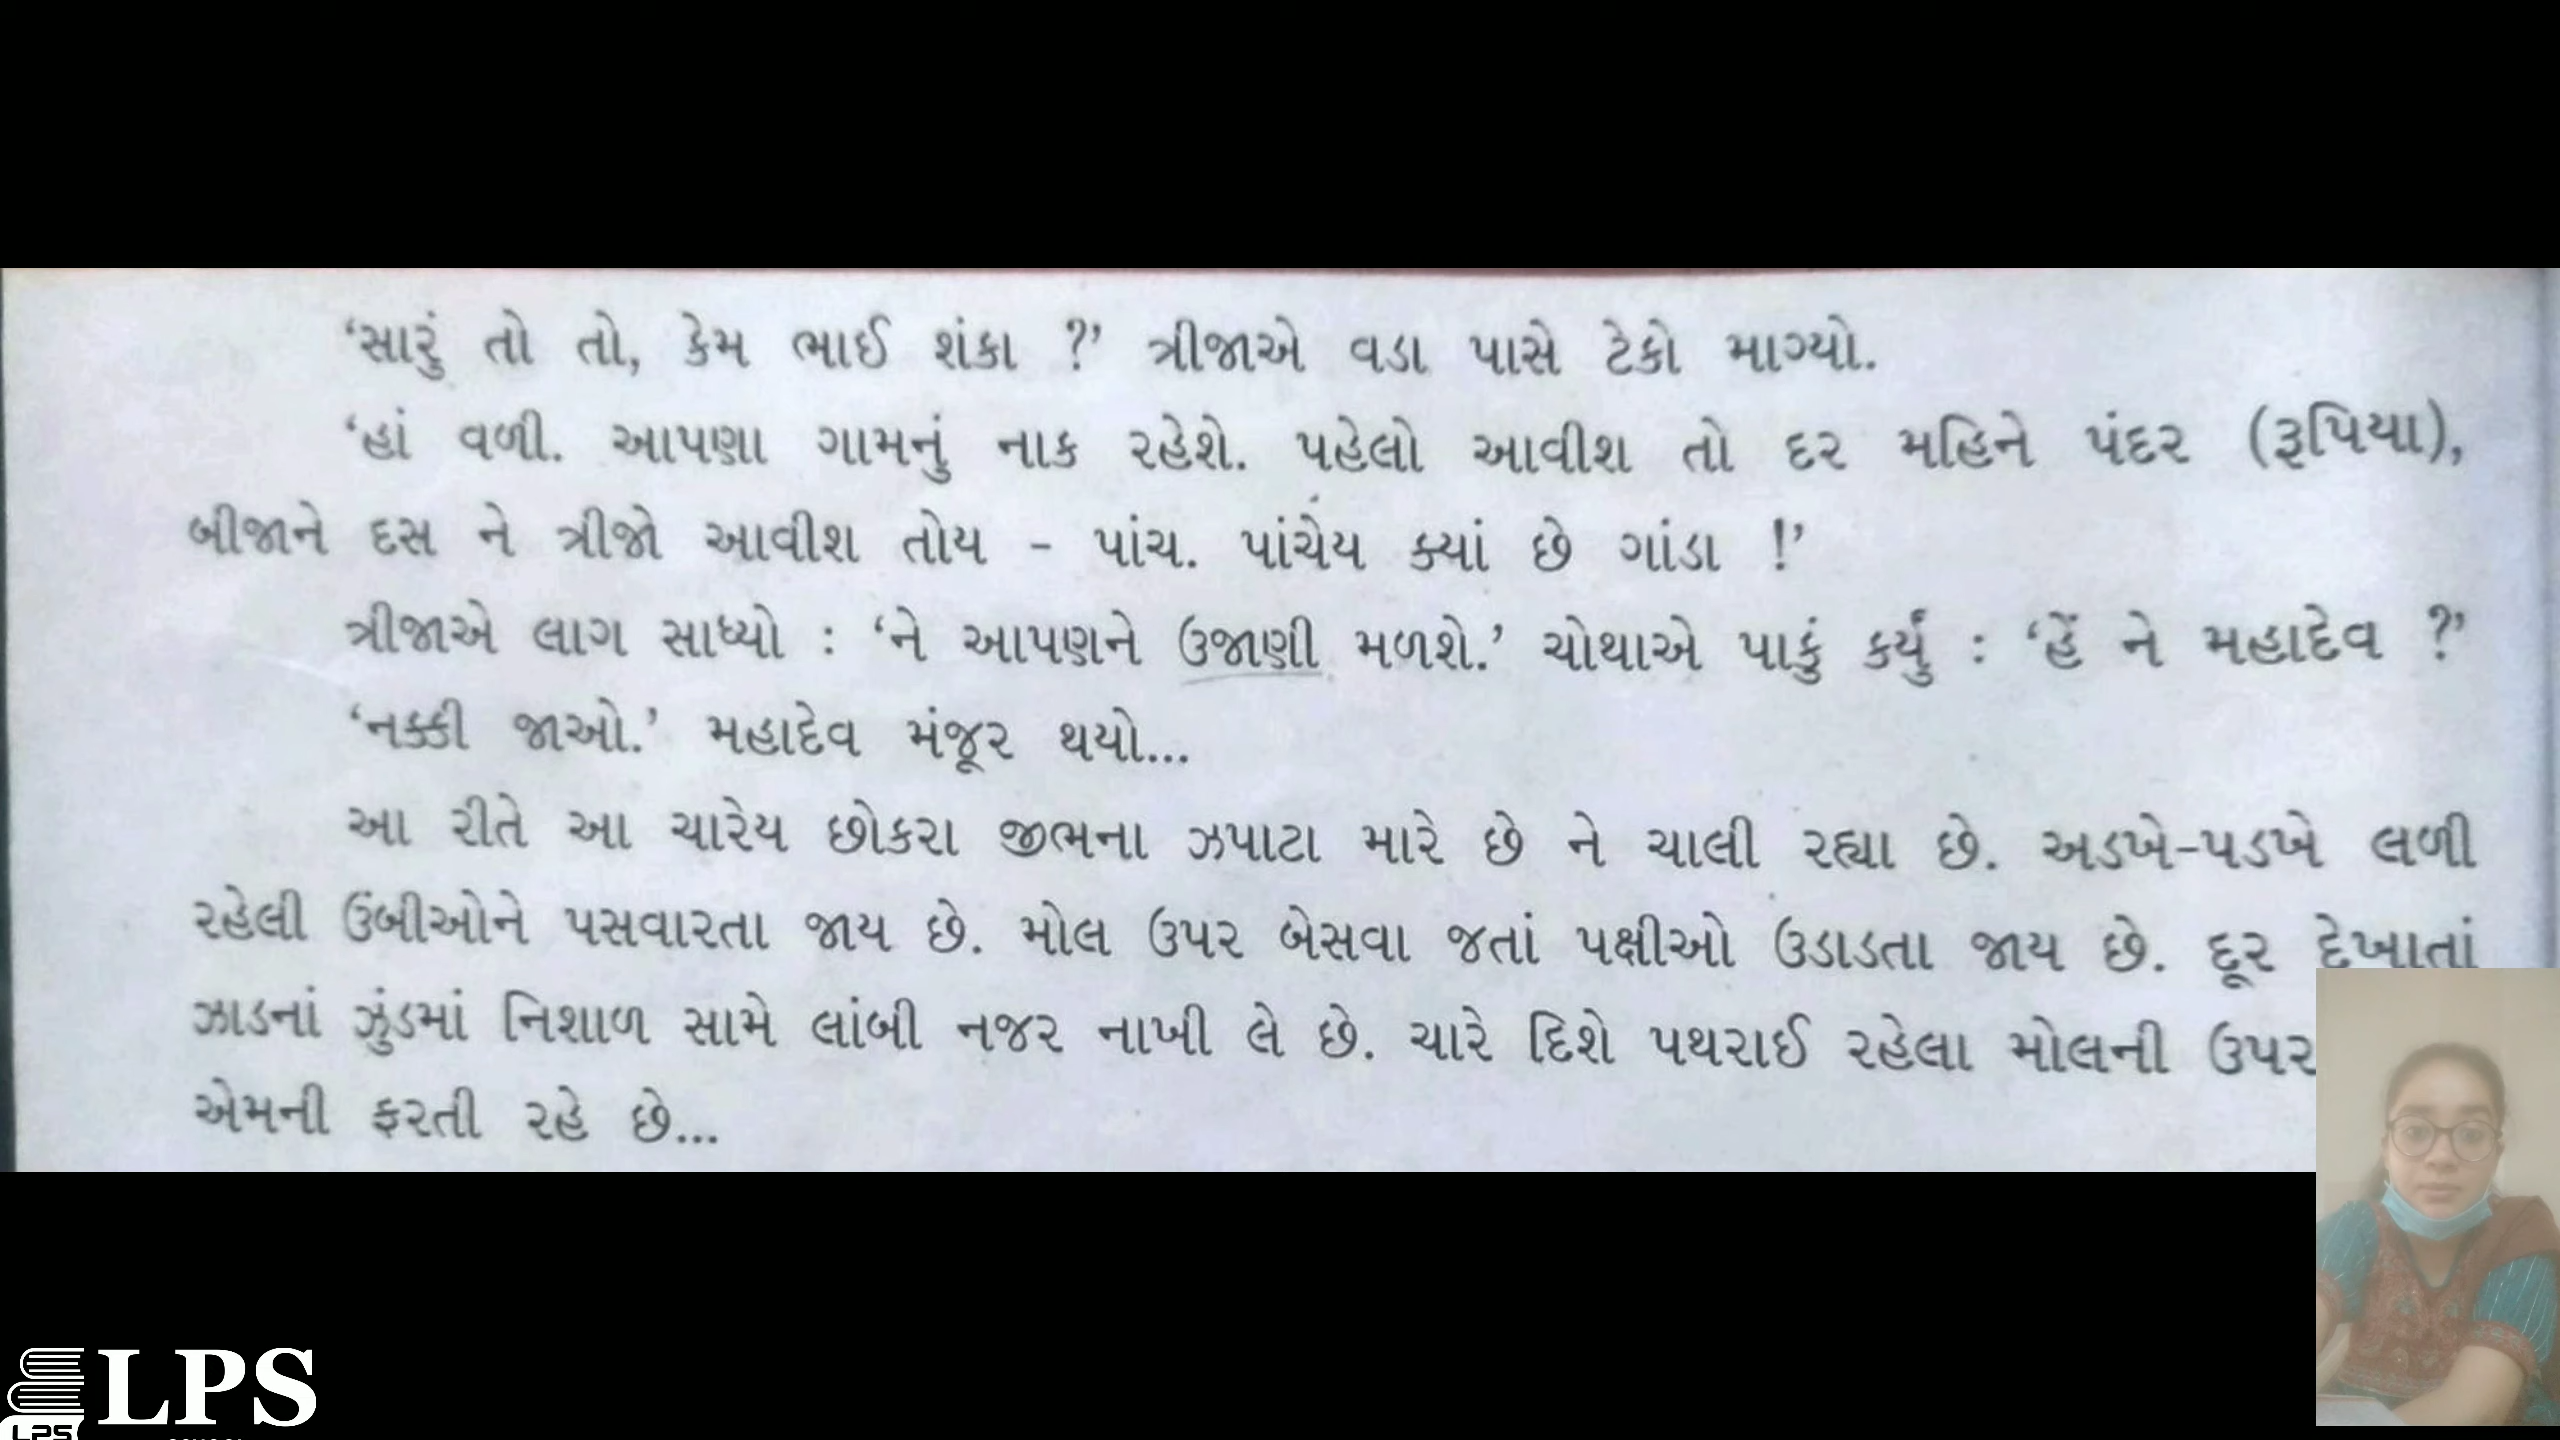 ‘સારું તો તો, કેમ ભાઈ શંકા ?’ ત્રીજાએ વડા પાસે ટેકો માગ્યો.
‘હાં વળી. આપણા ગામનું નાક રહેશે. પહેલો આવીશ તો દર મહિને પંદર (રૂપિયા),
બીજાને દસ ને ત્રીજો આવીશ તોય - પાંચ. પાંચેય ક્યાં છે ગાંડા !’
ત્રીજાએ લાગ સાધ્યો : ‘ને આપણને ઉજાણી મળશે.’ ચોથાએ પાકું કર્યું : ‘હેં ને મહાદેવ ?’
‘નક્કી જાઓ.’ મહાદેવ મંજૂર થયો...
આ રીતે આ ચારેય છોકરા જીભના ઝપાટા મારે છે ને ચાલી રહ્યા છે. અડખે-પડખે લળી
રહેલી ઉંબીઓને પસવારતા જાય છે. મોલ ઉપર બેસવા જતાં પક્ષીઓ ઉડાડતા જાય છે. દૂર દેખાતાં
ઝાડનાં ઝુંડમાં નિશાળ સામે લાંબી નજર નાખી લે છે. ચારે દિશે પથરાઈ રહેલા મોલની ઉપર
એમની ફરતી રહે છે...
LPS
LPS